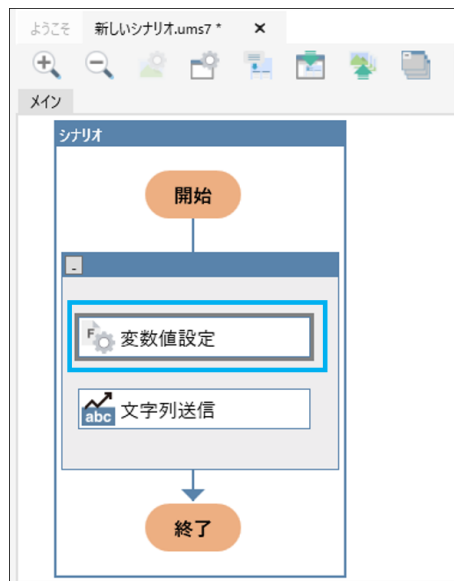 ようこそ
新しいシナリオ.ums7 *
×
メイン
シナリオ
開始
-
F
変数値設定
abc
文字列送信
終了